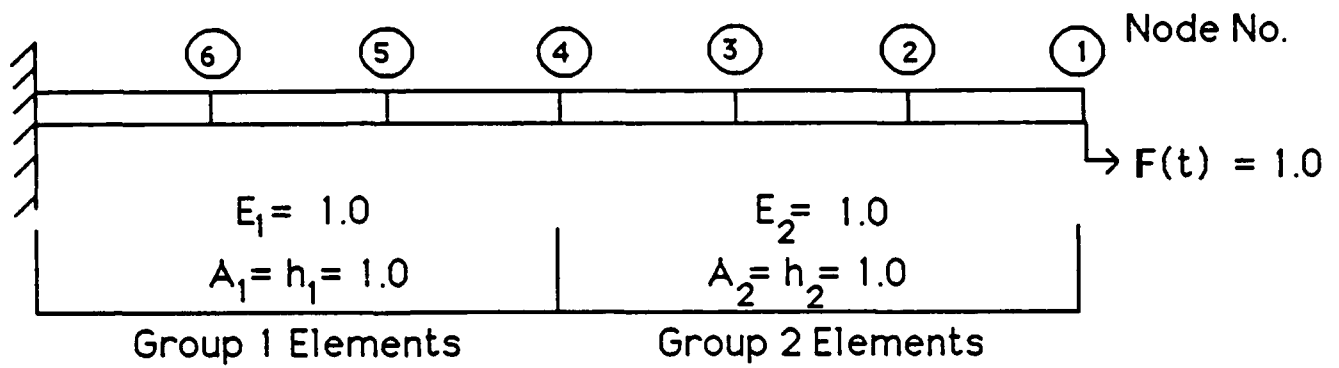 Node No.
6 5 4 3 2 1
F(t) = 1.0
E₁= 1.0 E₂= 1.0
A₁= h₁= 1.0 A₂= h₂= 1.0
Group 1 Elements Group 2 Elements